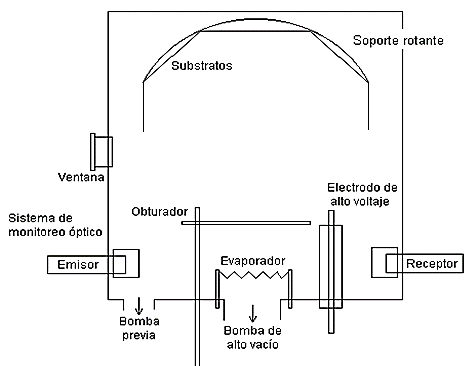 Soporte rotante
Substratos
Ventana
Electrodo de
alto voltaje
Obturador
Sistema de
monitoreo óptico
Evaporador
Emisor
Receptor
Bomba
previa
Bomba de
alto vacío